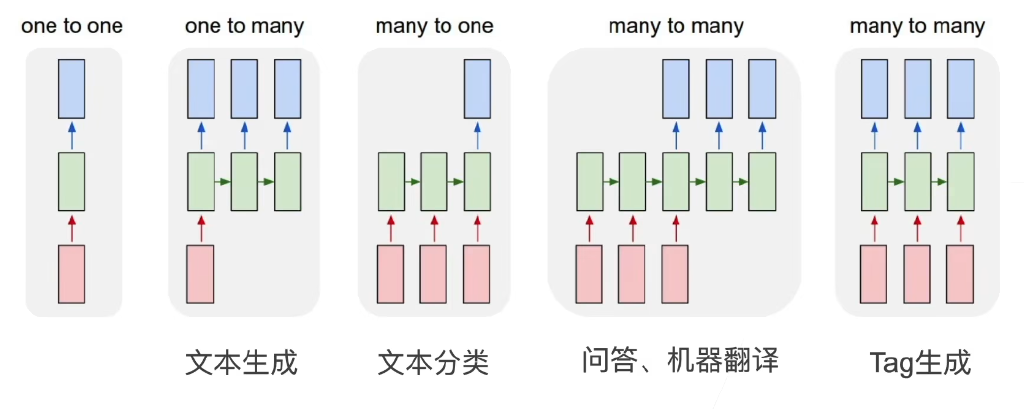 one to one
one to many
many to one
many to many
many to many
文本生成
文本分类
问答、机器翻译
Tag生成